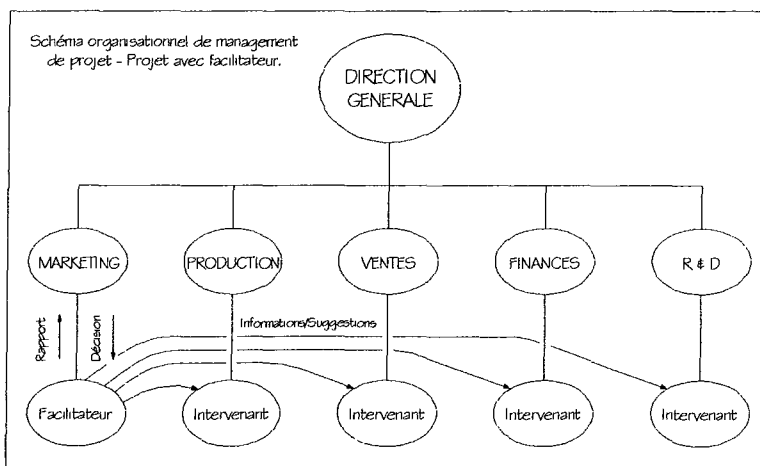 Schéma organisationnel de management
de projet - Projet avec facilitateur.
DIRECTION
GENERALE
MARKETING
PRODUCTION
VENTES
FINANCES
R & D
Rapport
Décision
Informations/Suggestions
Facilitateur
Intervenant
Intervenant
Intervenant
Intervenant